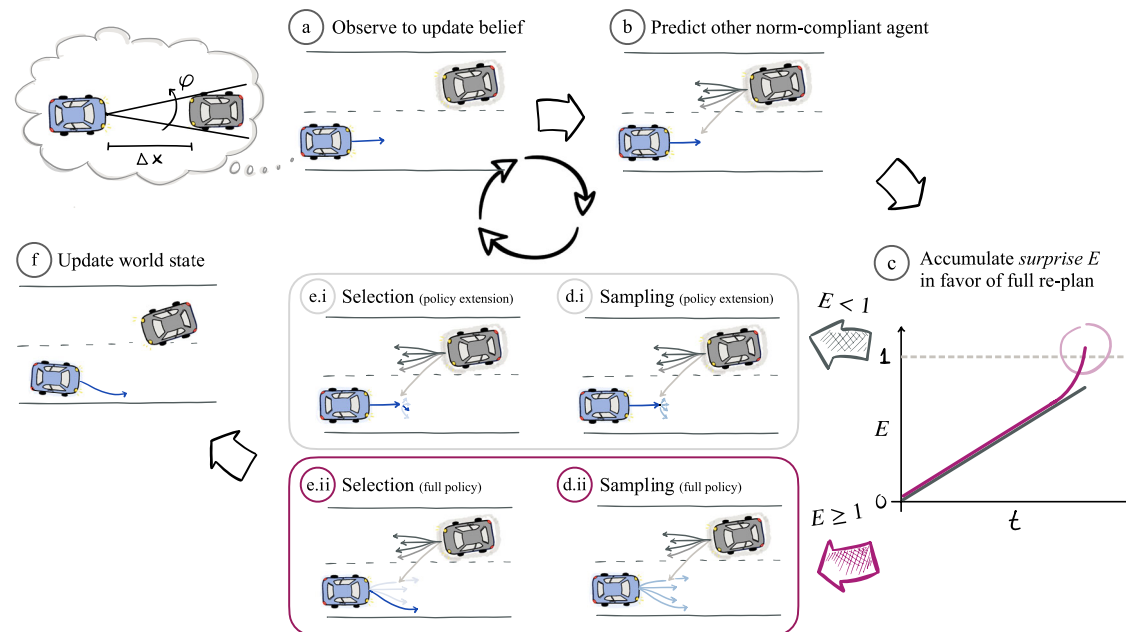 a Observe to update belief
b Predict other norm-compliant agent
φ
Δx
f Update world state
c Accumulate surprise E
in favor of full re-plan
e.i Selection (policy extension)
d.i Sampling (policy extension)
E < 1
1
E
0
t
e.ii Selection (full policy)
d.ii Sampling (full policy)
E ≥ 1